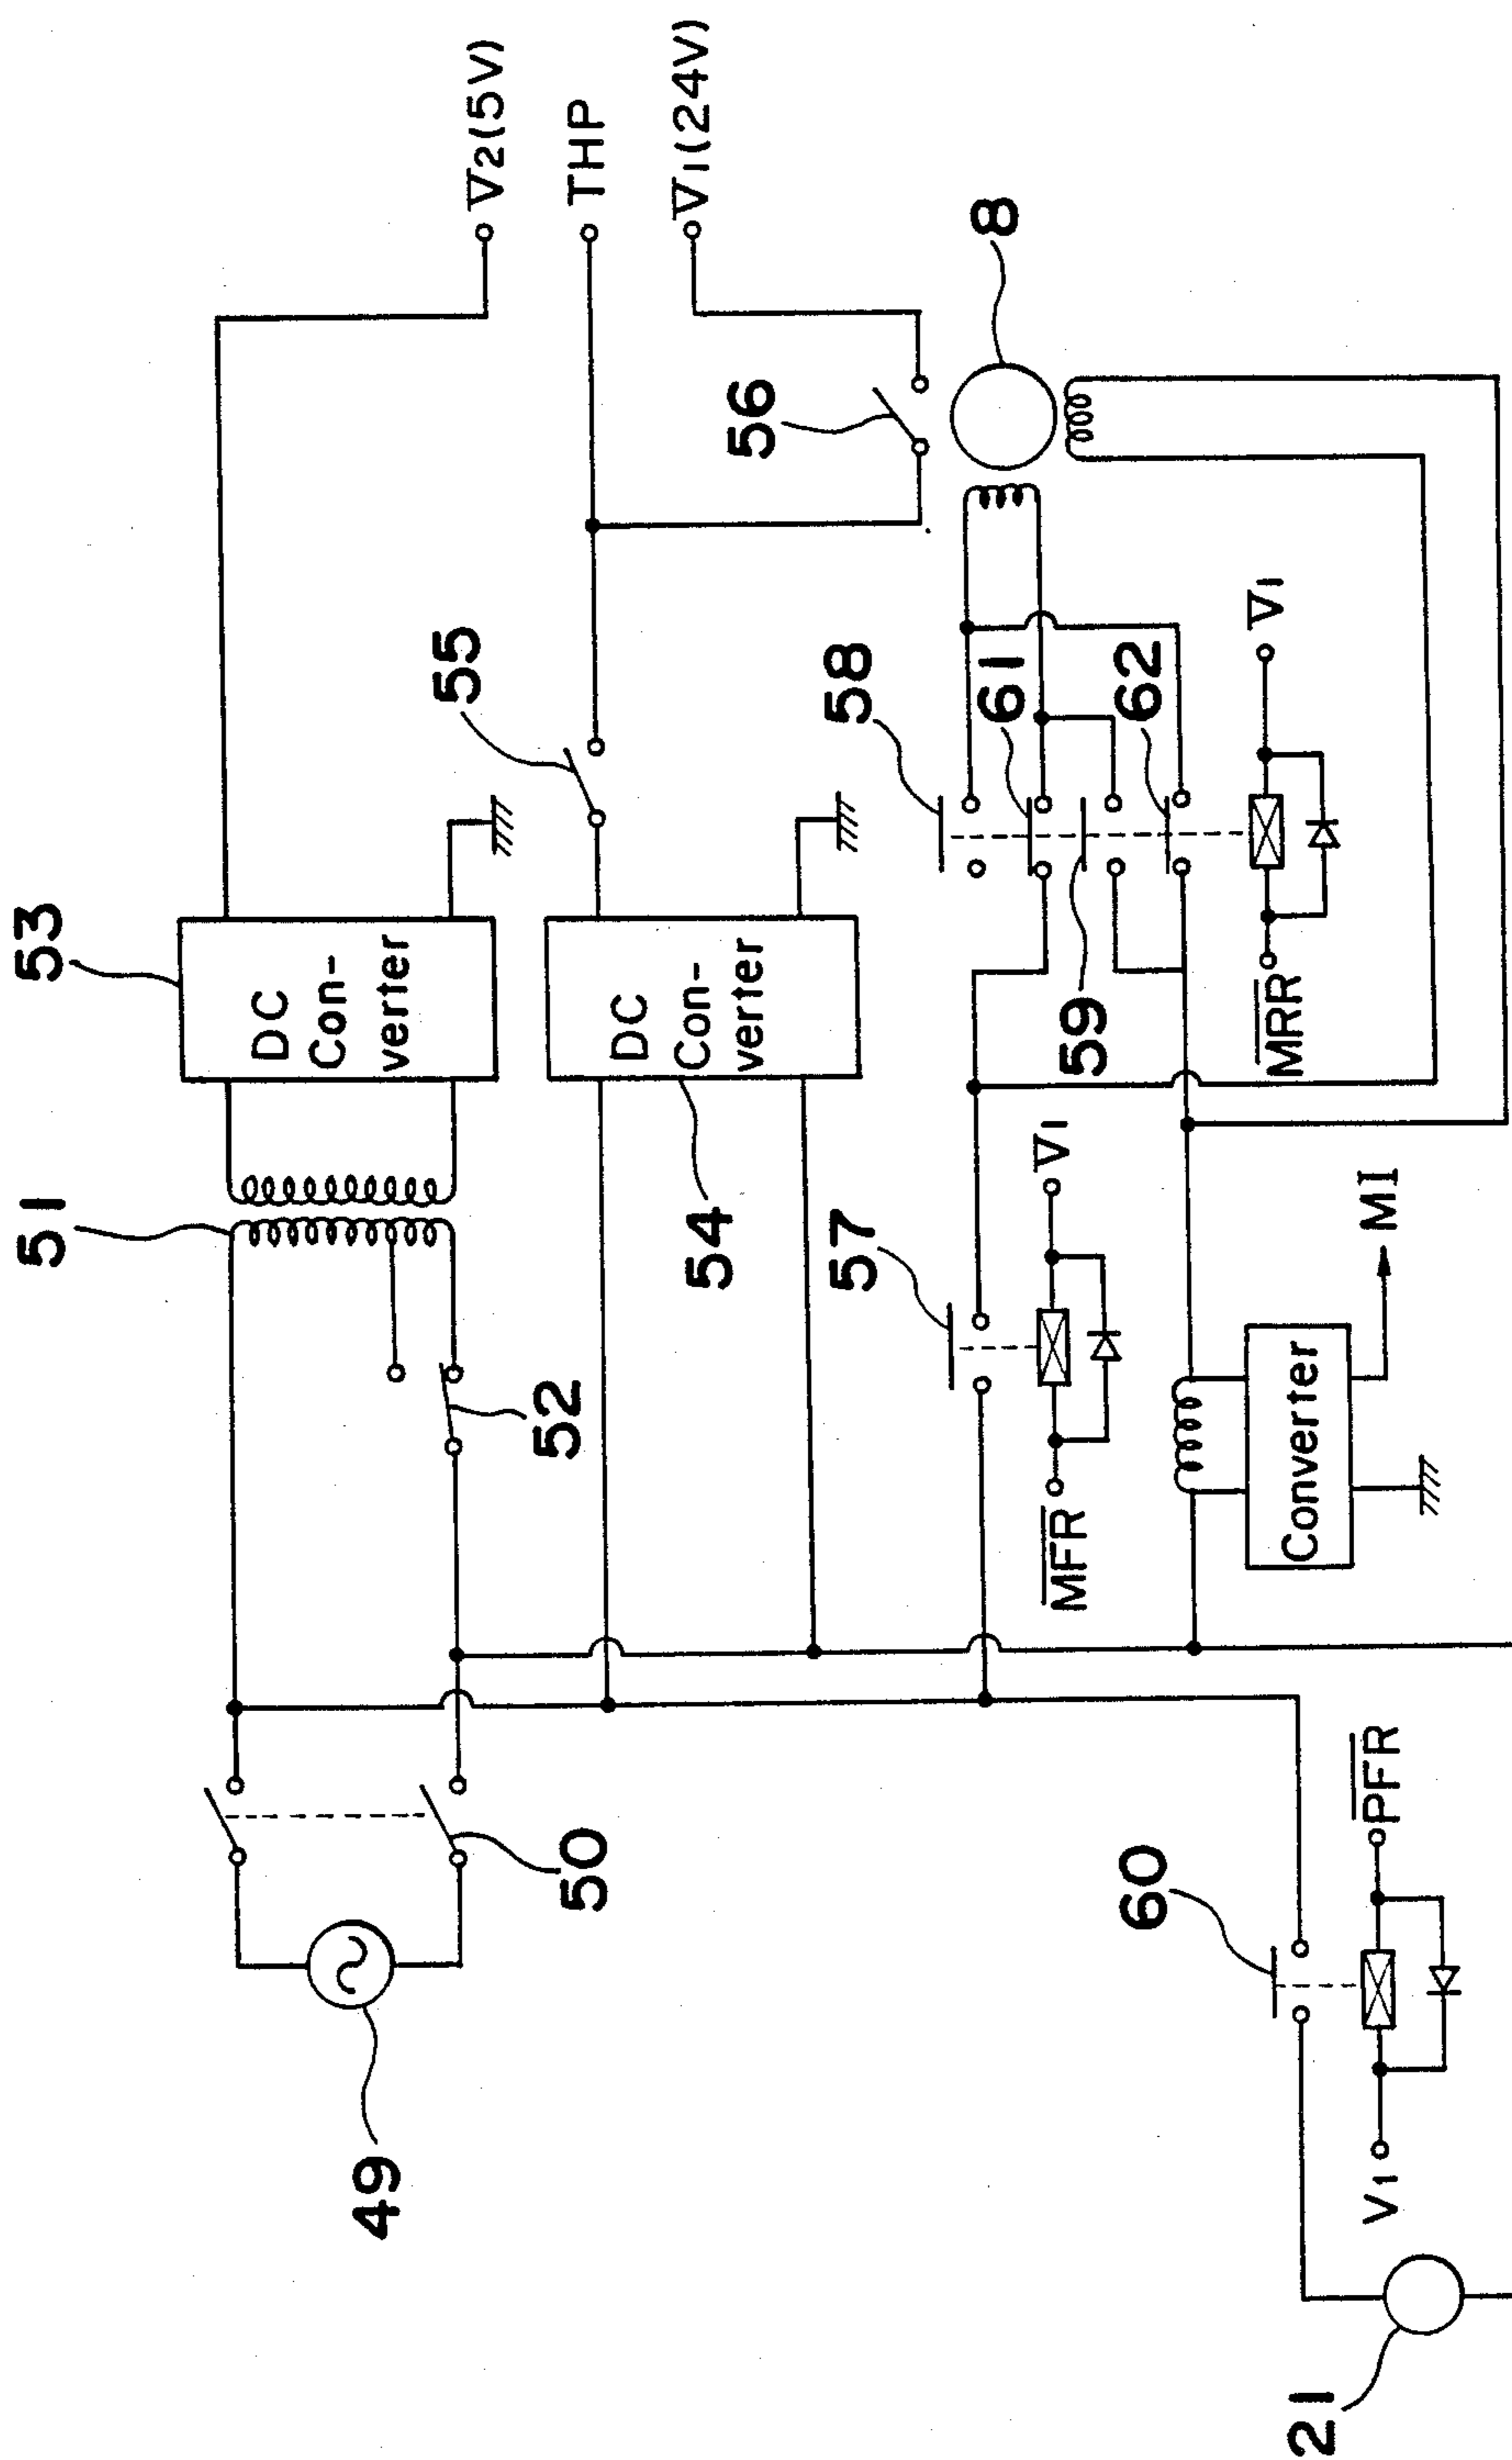 49
50
51
52
53
DC
Con-
verter
V2(5V)
55
THP
54
DC
Con-
verter
56
V1(24V)
57
58
8
61
59
62
MFR
V1
MRR
V1
Converter
MI
60
PFR
V1
21